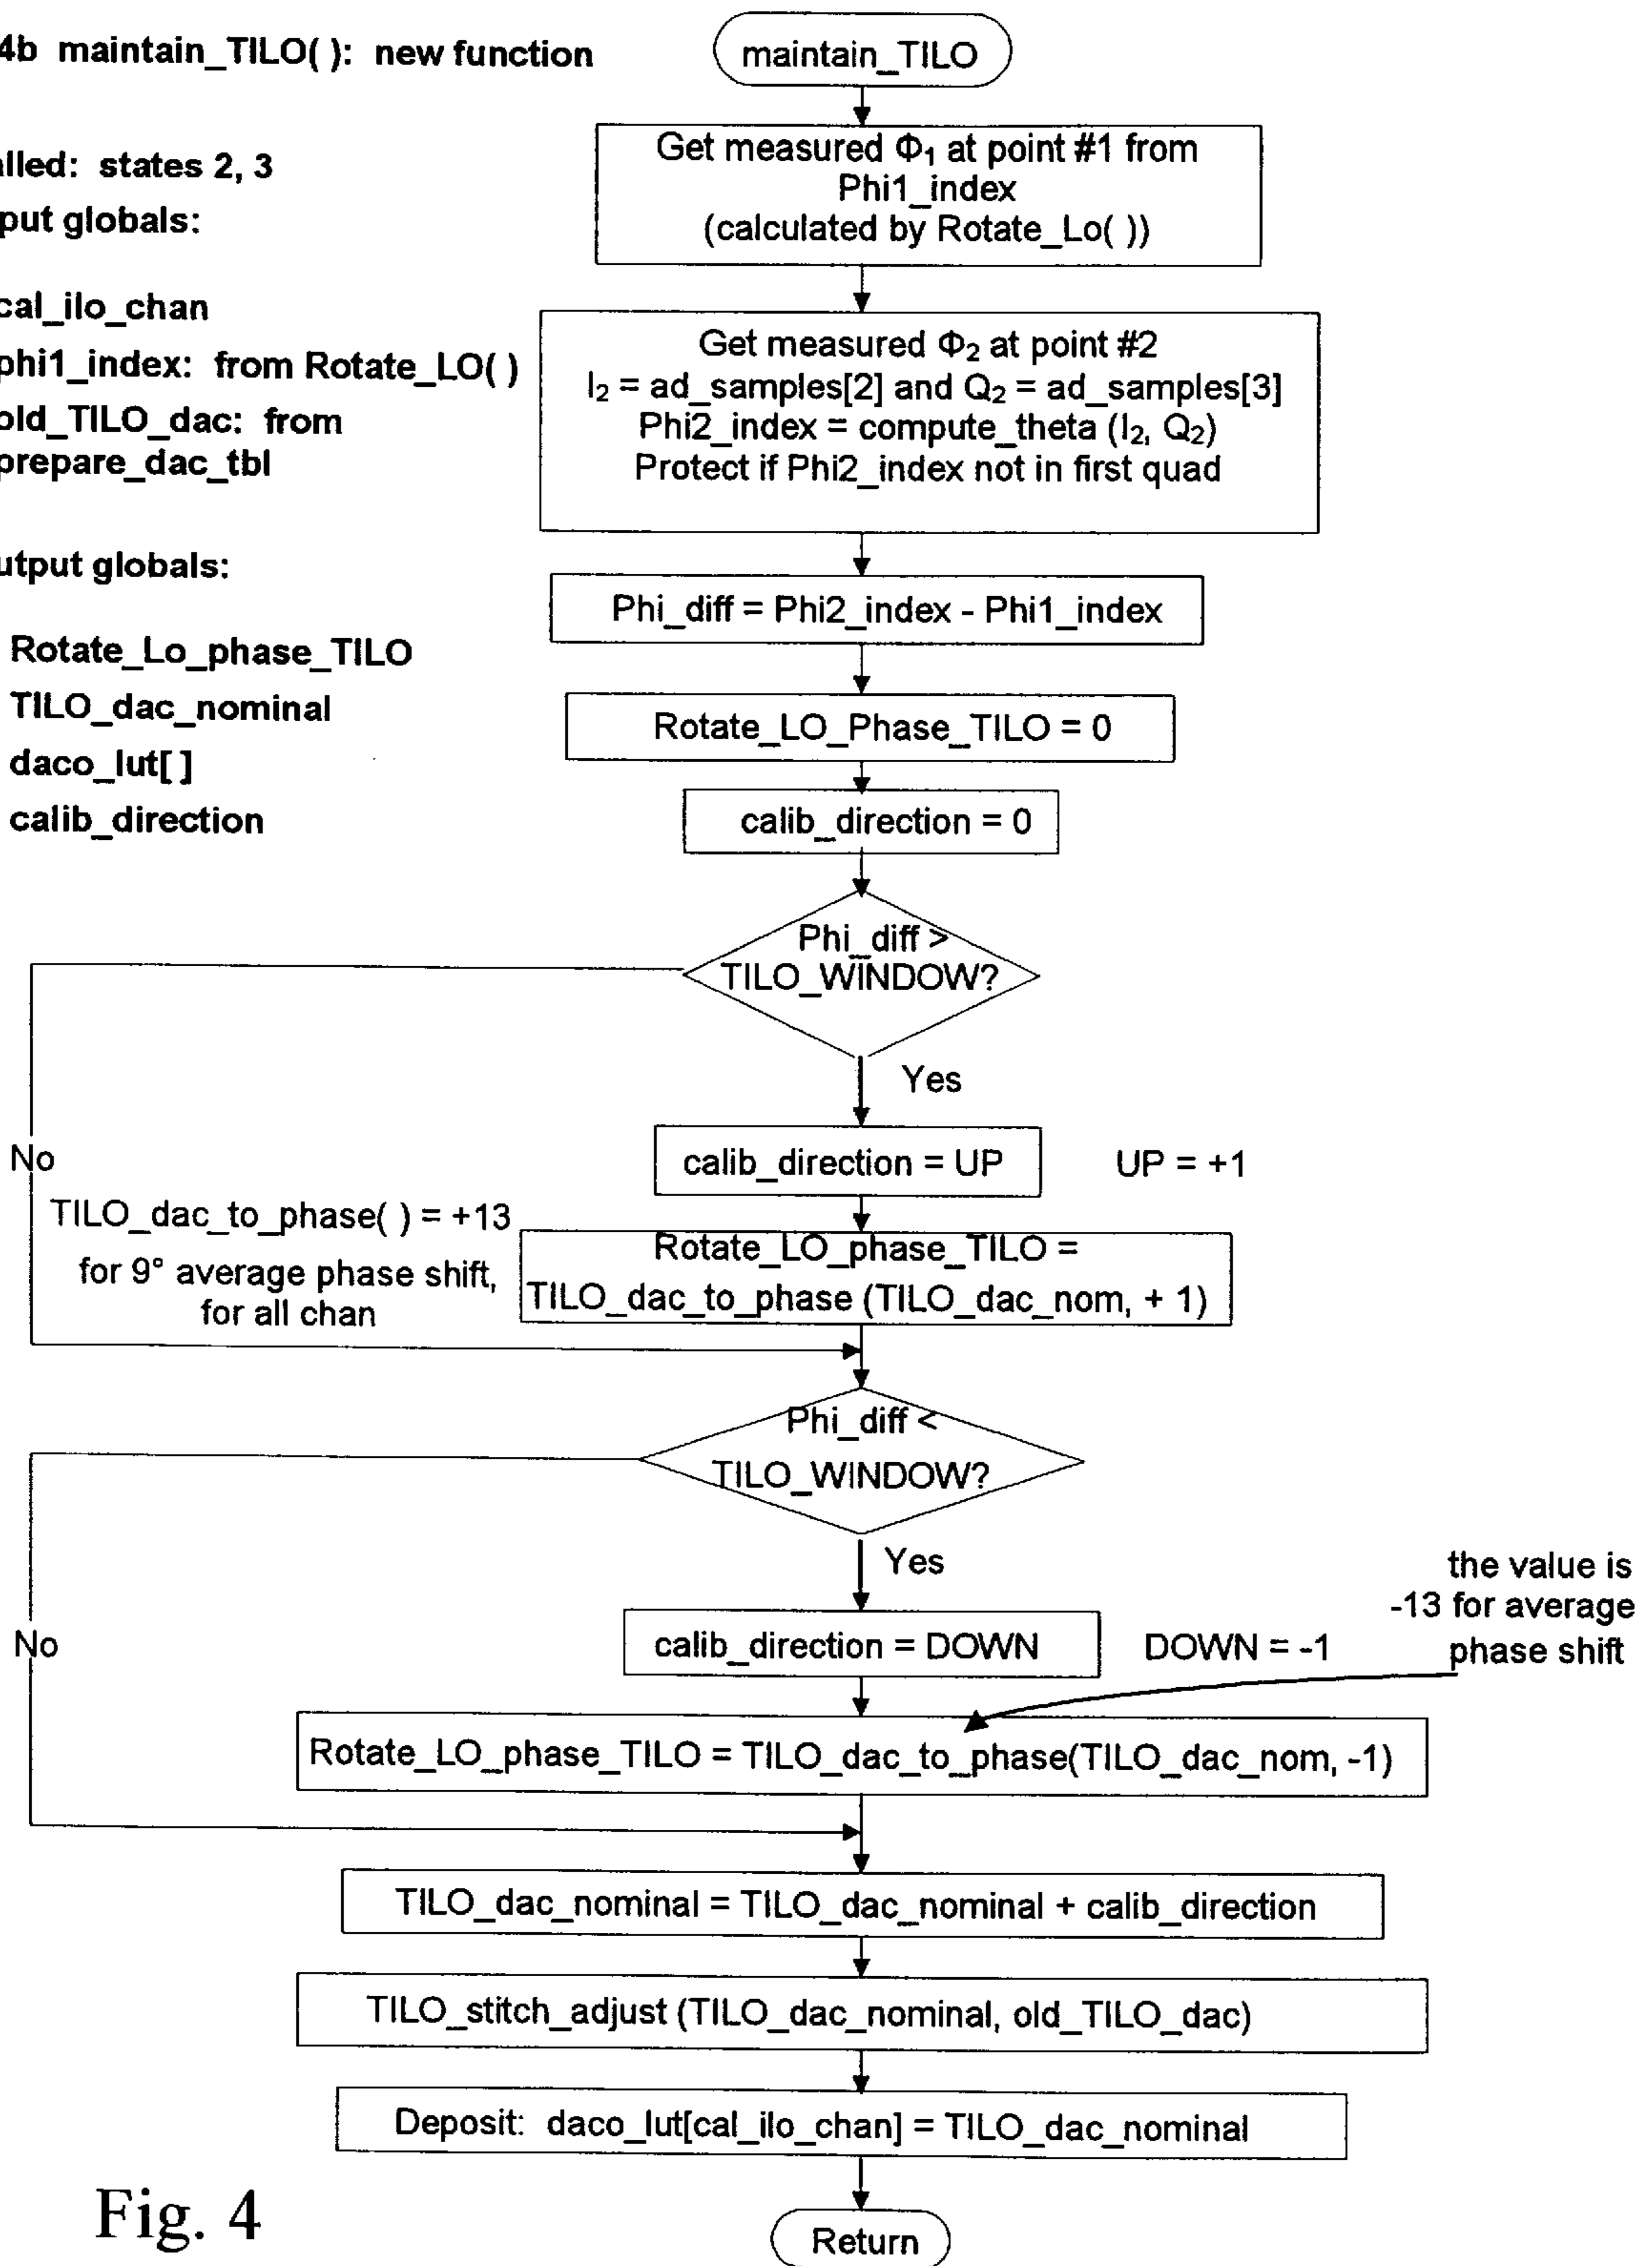 4b maintain_TILO( ): new function
lled: states 2, 3
put globals:
cal_ilo_chan
phi1_index: from Rotate_LO( )
old_TILO_dac: from
prepare_dac_tbl
utput globals:
Rotate_Lo_phase_TILO
TILO_dac_nominal
daco_lut[ ]
calib_direction
maintain_TILO
Get measured Φ₁ at point #1 from
Phi1_index
(calculated by Rotate_Lo( ))
Get measured Φ₂ at point #2
I₂ = ad_samples[2] and Q₂ = ad_samples[3]
Phi2_index = compute_theta (I₂, Q₂)
Protect if Phi2_index not in first quad
Phi_diff = Phi2_index - Phi1_index
Rotate_LO_Phase_TILO = 0
calib_direction = 0
Phi_diff >
TILO_WINDOW?
Yes
No
calib_direction = UP
UP = +1
TILO_dac_to_phase( ) = +13
for 9° average phase shift,
for all chan
Rotate_LO_phase_TILO =
TILO_dac_to_phase (TILO_dac_nom, + 1)
Phi_diff <
TILO_WINDOW?
Yes
No
calib_direction = DOWN
DOWN = -1
the value is
-13 for average
phase shift
Rotate_LO_phase_TILO = TILO_dac_to_phase(TILO_dac_nom, -1)
TILO_dac_nominal = TILO_dac_nominal + calib_direction
TILO_stitch_adjust (TILO_dac_nominal, old_TILO_dac)
Deposit: daco_lut[cal_ilo_chan] = TILO_dac_nominal
Return
Fig. 4